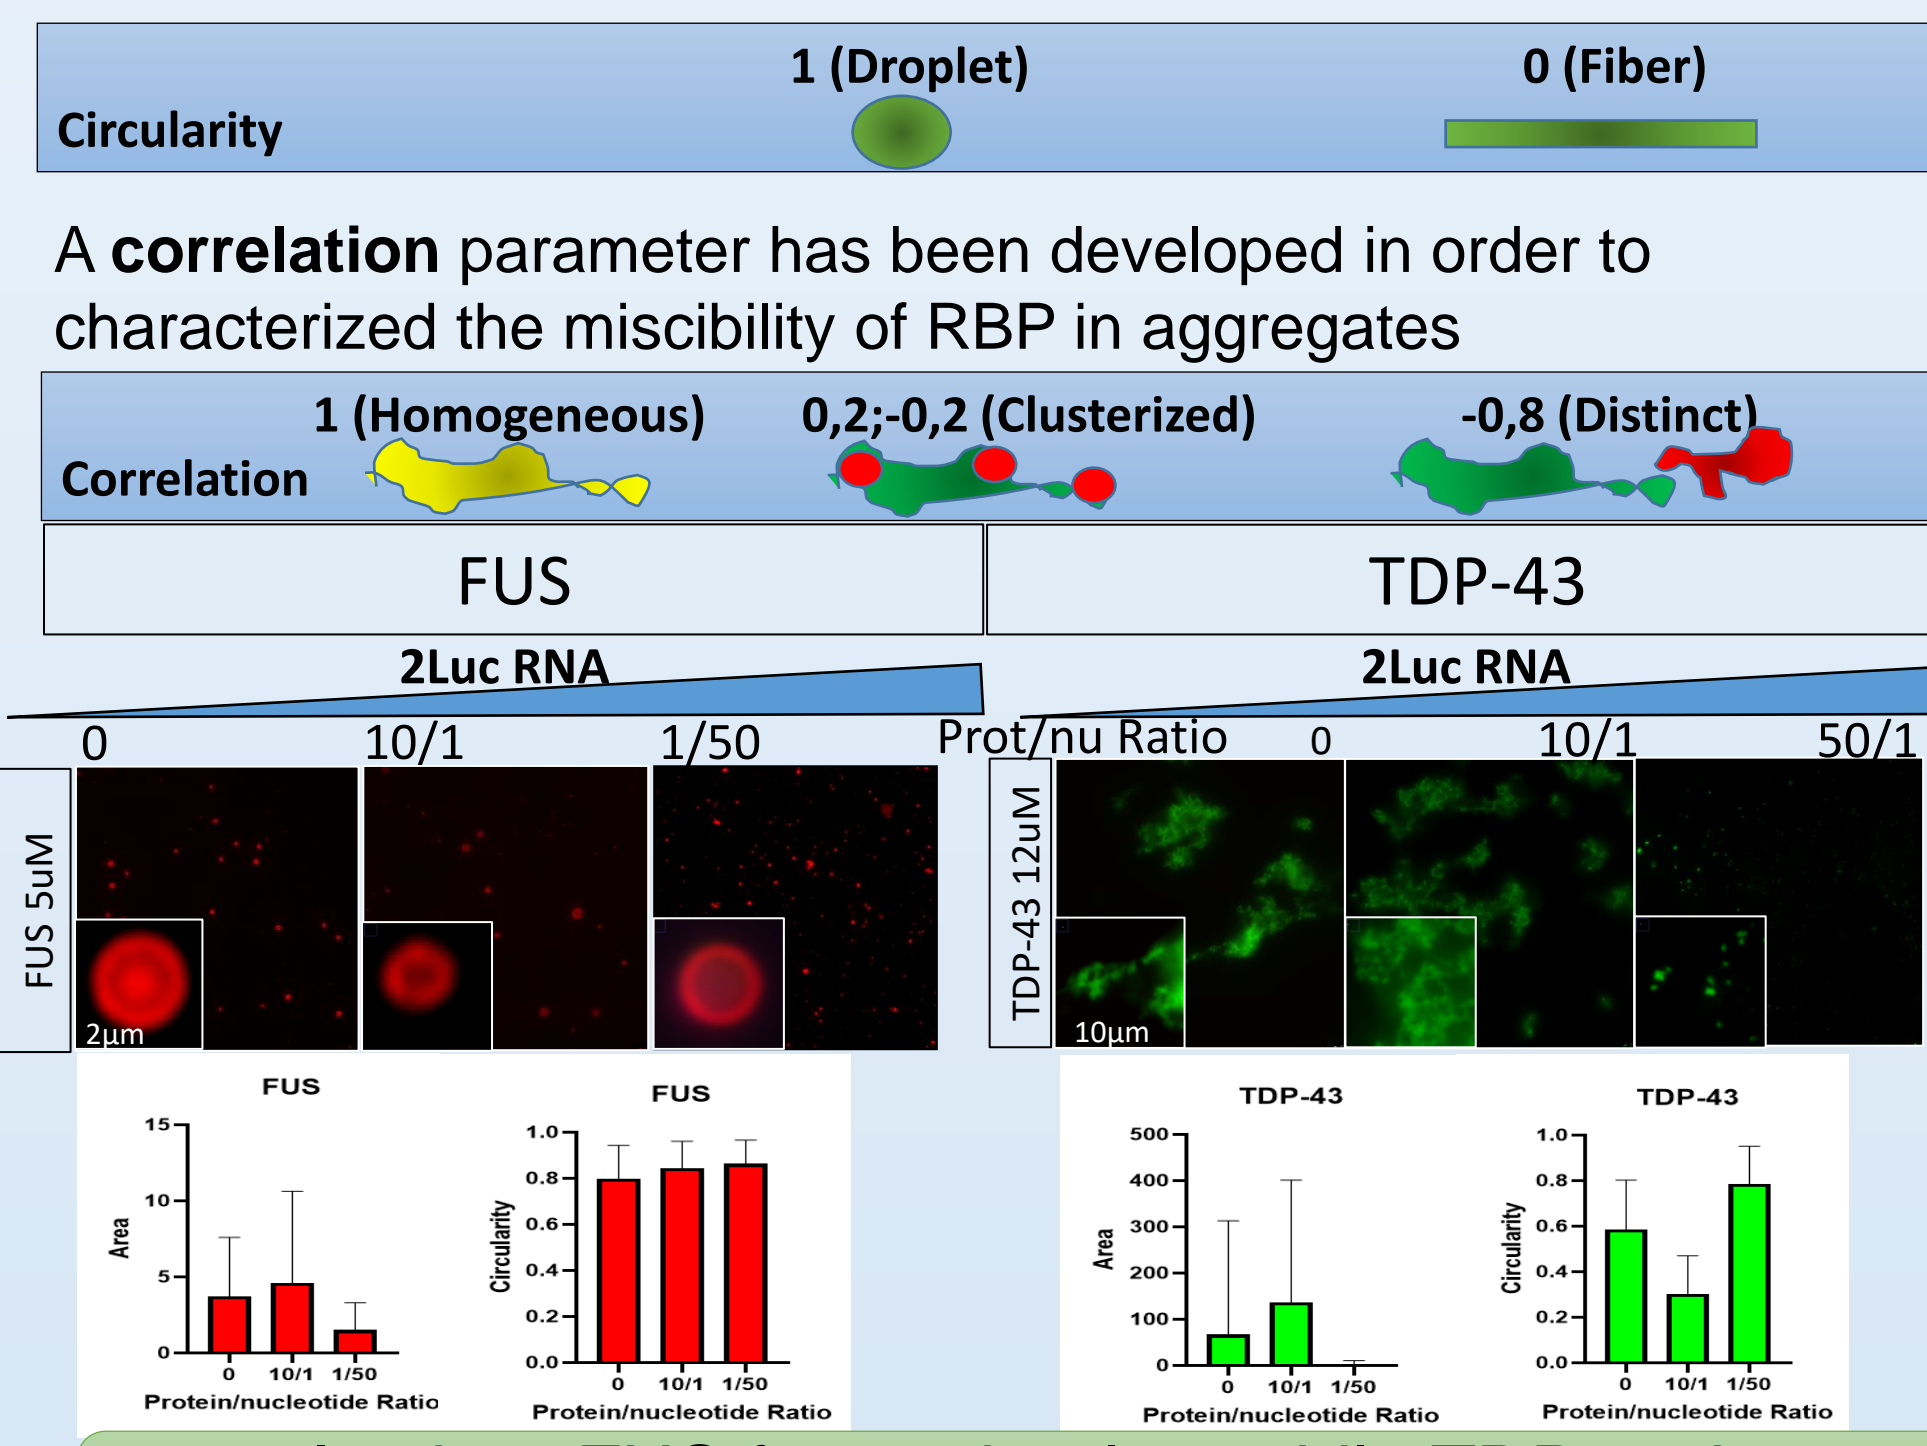 1 (Droplet)
0 (Fiber)
Circularity
A correlation parameter has been developed in order to
characterized the miscibility of RBP in aggregates
1 (Homogeneous)
0,2;-0,2 (Clusterized)
-0,8 (Distinct)
Correlation
FUS
TDP-43
2Luc RNA
2Luc RNA
0
10/1
1/50
Prot/nu Ratio
0
10/1
50/1
FUS 5uM
2µm
TDP-43 12uM
10µm
FUS
15
10
5
0
Area
0 10/1 1/50
Protein/nucleotide Ratio
FUS
1.0
0.8
0.6
0.4
0.2
0.0
Circularity
0 10/1 1/50
Protein/nucleotide Ratio
TDP-43
500
400
300
200
100
0
Area
0 10/1 1/50
Protein/nucleotide Ratio
TDP-43
1.0
0.8
0.6
0.4
0.2
0.0
Circularity
0 10/1 1/50
Protein/nucleotide Ratio